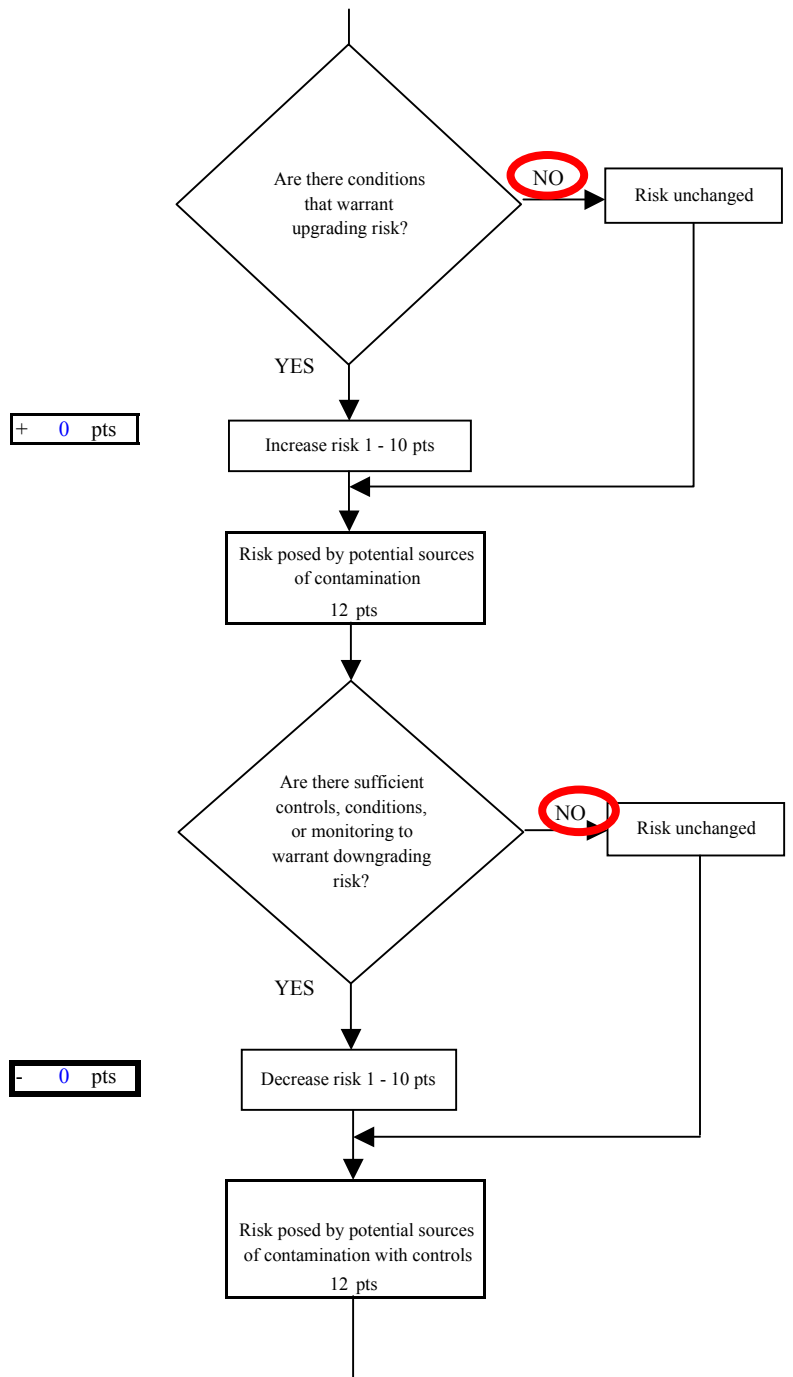 Are there conditions
that warrant
upgrading risk?
NO
Risk unchanged
YES
+ 0 pts
Increase risk 1 - 10 pts
Risk posed by potential sources
of contamination
12 pts
Are there sufficient
controls, conditions,
or monitoring to
warrant downgrading
risk?
NO
Risk unchanged
YES
- 0 pts
Decrease risk 1 - 10 pts
Risk posed by potential sources
of contamination with controls
12 pts